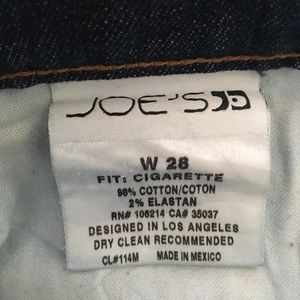 JOE'S
W 28
FIT: CIGARETTE
98% COTTON/COTON
2% ELASTAN
RN# 106214 CA# 35037
DESIGNED IN LOS ANGELES
DRY CLEAN RECOMMENDED
CL#114M MADE IN MEXICO